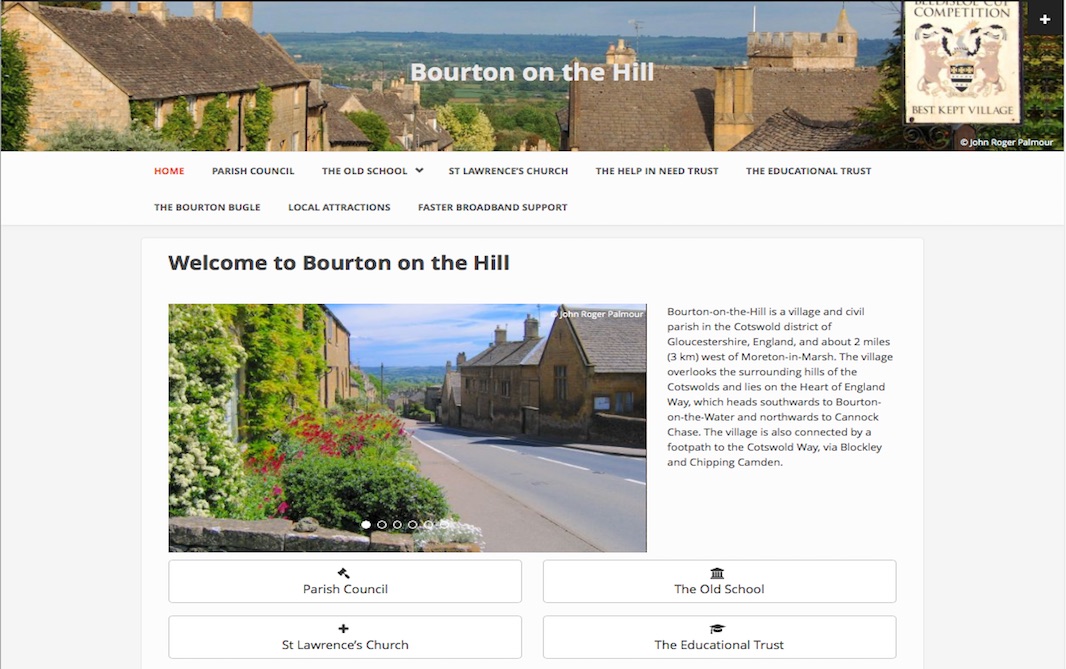 BLEDISLOE CUP
COMPETITION
Bourton on the Hill
BEST KEPT VILLAGE
© John Roger Palmour
HOME PARISH COUNCIL THE OLD SCHOOL ST LAWRENCE'S CHURCH THE HELP IN NEED TRUST THE EDUCATIONAL TRUST
THE BOURTON BUGLE LOCAL ATTRACTIONS FASTER BROADBAND SUPPORT
Welcome to Bourton on the Hill
© John Roger Palmour
Bourton-on-the-Hill is a village and civil
parish in the Cotswold district of
Gloucestershire, England, and about 2 miles
(3 km) west of Moreton-in-Marsh. The village
overlooks the surrounding hills of the
Cotswolds and lies on the Heart of England
Way, which heads southwards to Bourton-
on-the-Water and northwards to Cannock
Chase. The village is also connected by a
footpath to the Cotswold Way, via Blockley
and Chipping Camden.
Parish Council
The Old School
St Lawrence’s Church
The Educational Trust